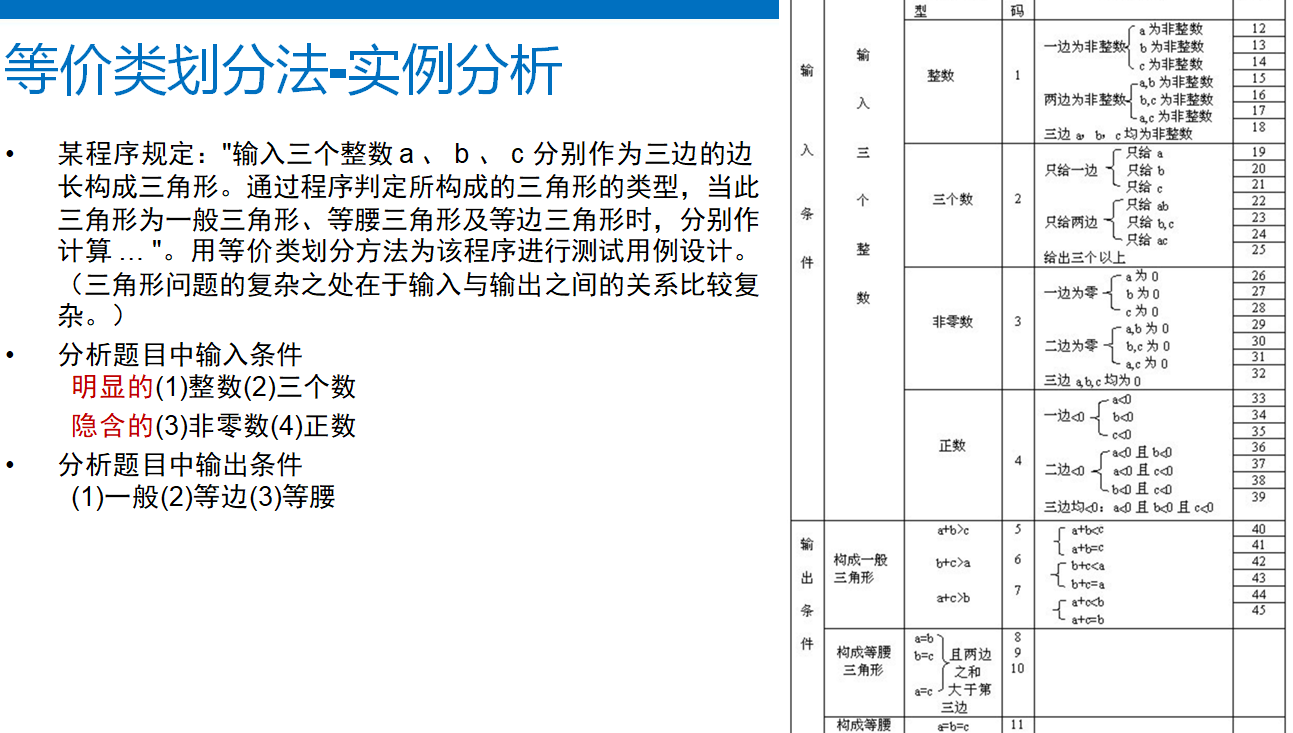 等价类划分法-实例分析
• 某程序规定："输入三个整数 a 、 b 、 c 分别作为三边的边
长构成三角形。通过程序判定所构成的三角形的类型，当此
三角形为一般三角形、等腰三角形及等边三角形时，分别作
计算 … "。用等价类划分方法为该程序进行测试用例设计。
（三角形问题的复杂之处在于输入与输出之间的关系比较复
杂。）
• 分析题目中输入条件
明显的(1)整数(2)三个数
隐含的(3)非零数(4)正数
• 分析题目中输出条件
(1)一般(2)等边(3)等腰
型 码
输入条件
输入三个整数
整数 1
一边为非整数
a 为非整数 12
b 为非整数 13
c 为非整数 14
两边为非整数
a,b 为非整数 15
b,c 为非整数 16
a,c 为非整数 17
三边 a，b，c 均为非整数 18
三个数 2
只给一边
只给 a 19
只给 b 20
只给 c 21
只给两边
只给 ab 22
只给 b,c 23
只给 ac 24
给出三个以上 25
非零数 3
一边为零
a 为 0 26
b 为 0 27
c 为 0 28
二边为零
a,b 为 0 29
b,c 为 0 30
a,c 为 0 31
三边 a,b,c 均为 0 32
正数 4
一边<0
a<0 33
b<0 34
c<0 35
二边<0
a<0 且 b<0 36
a<0 且 c<0 37
b<0 且 c<0 38
三边均<0：a<0 且 b<0 且 c<0 39
输出条件
构成一般
三角形
a+b>c 5
b+c>a 6
a+c>b 7
a+b<c 40
a+b=c 41
b+c<a 42
b+c=a 43
a+c<b 44
a+c=b 45
构成等腰
三角形
a=b 8
b=c 9
a=c 10
且两边
之和
大于第
三边
构成等腰 a=b=c 11